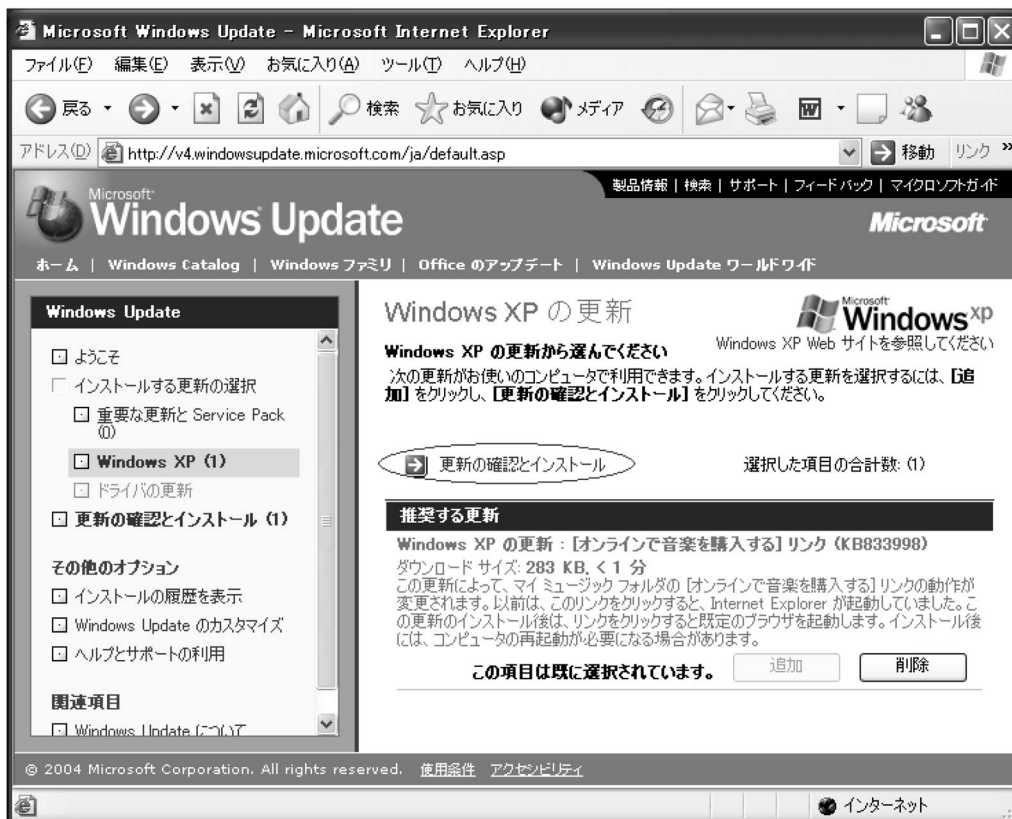 Microsoft Windows Update - Microsoft Internet Explorer
ファイル(F) 編集(E) 表示(V) お気に入り(A) ツール(T) ヘルプ(H)
戻る 検索 お気に入り メディア
アドレス(D) http://v4.windowsupdate.microsoft.com/ja/default.asp 移動 リンク »
製品情報 | 検索 | サポート | フィードバック | マイクロソフトガイド
Microsoft
Windows Update
Microsoft
ホーム | Windows Catalog | Windows ファミリ | Office のアップデート | Windows Update ワールドワイド
Windows Update
ようこそ
インストールする更新の選択
重要な更新と Service Pack
(0)
Windows XP (1)
ドライバの更新
更新の確認とインストール (1)
その他のオプション
インストールの履歴を表示
Windows Update のカスタマイズ
ヘルプとサポートの利用
関連項目
Windows Update について
Windows XP の更新
Microsoft
Windows xp
Windows XP Web サイトを参照してください
Windows XP の更新から選んでください
次の更新がお使いのコンピュータで利用できます。インストールする更新を選択するには、[追
加] をクリックし、[更新の確認とインストール] をクリックしてください。
更新の確認とインストール
選択した項目の合計数: (1)
推奨する更新
Windows XP の更新 : [オンラインで音楽を購入する] リンク (KB833998)
ダウンロード サイズ: 283 KB, < 1 分
この更新によって、マイ ミュージック フォルダの [オンラインで音楽を購入する] リンクの動作が
変更されます。以前は、このリンクをクリックすると、Internet Explorer が起動していました。こ
の更新のインストール後は、リンクをクリックすると既定のブラウザを起動します。インストール後
には、コンピュータの再起動が必要になる場合があります。
この項目は既に選択されています。 追加 削除
© 2004 Microsoft Corporation. All rights reserved. 使用条件 アクセシビリティ
インターネット